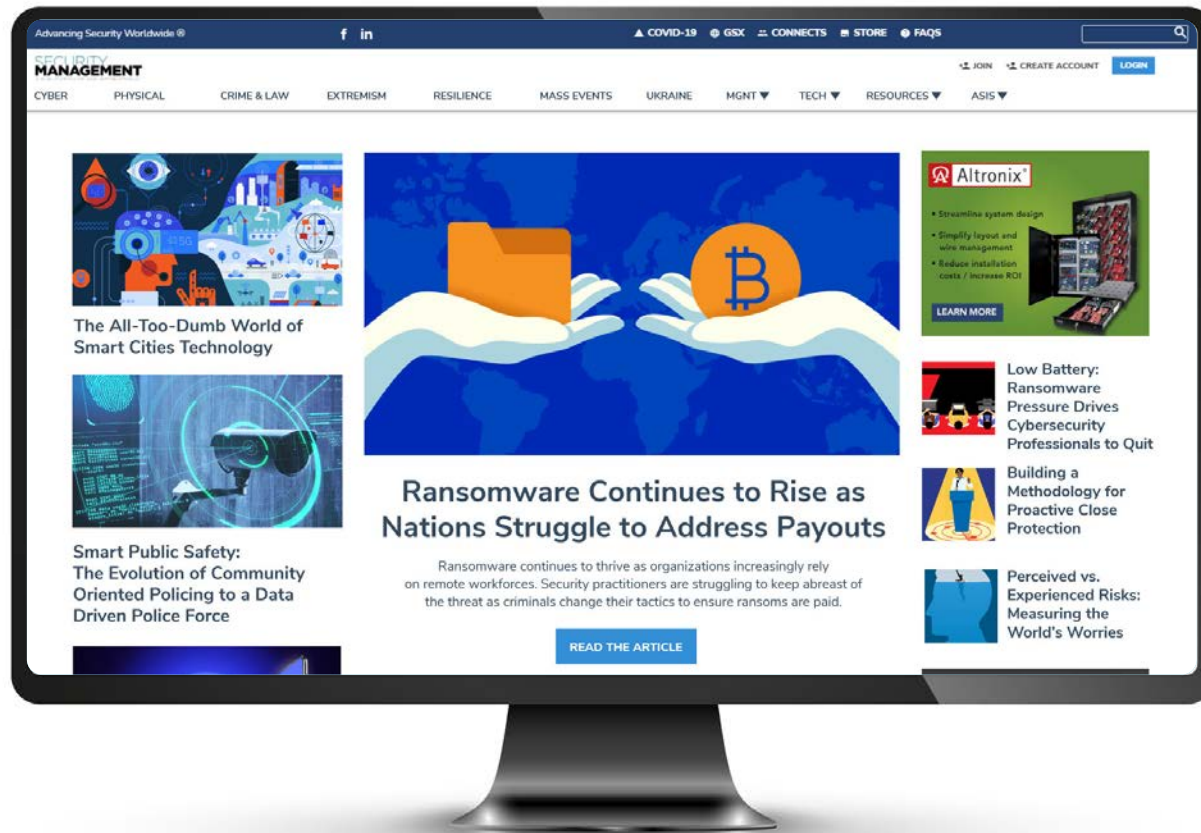 Advancing Security Worldwide ®
f in
COVID-19 GSX CONNECTS STORE FAQS
SECURITY
MANAGEMENT
JOIN CREATE ACCOUNT LOGIN
CYBER PHYSICAL CRIME & LAW EXTREMISM RESILIENCE MASS EVENTS UKRAINE MGNT ▼ TECH ▼ RESOURCES ▼ ASIS ▼
5G
The All-Too-Dumb World of
Smart Cities Technology
Smart Public Safety:
The Evolution of Community
Oriented Policing to a Data
Driven Police Force
B
Ransomware Continues to Rise as
Nations Struggle to Address Payouts
Ransomware continues to thrive as organizations increasingly rely
on remote workforces. Security practitioners are struggling to keep abreast of
the threat as criminals change their tactics to ensure ransoms are paid.
READ THE ARTICLE
Altronix®
• Streamline system design
• Simplify layout and
wire management
• Reduce installation
costs / increase ROI
LEARN MORE
Low Battery:
Ransomware
Pressure Drives
Cybersecurity
Professionals to Quit
Building a
Methodology for
Proactive Close
Protection
Perceived vs.
Experienced Risks:
Measuring the
World's Worries